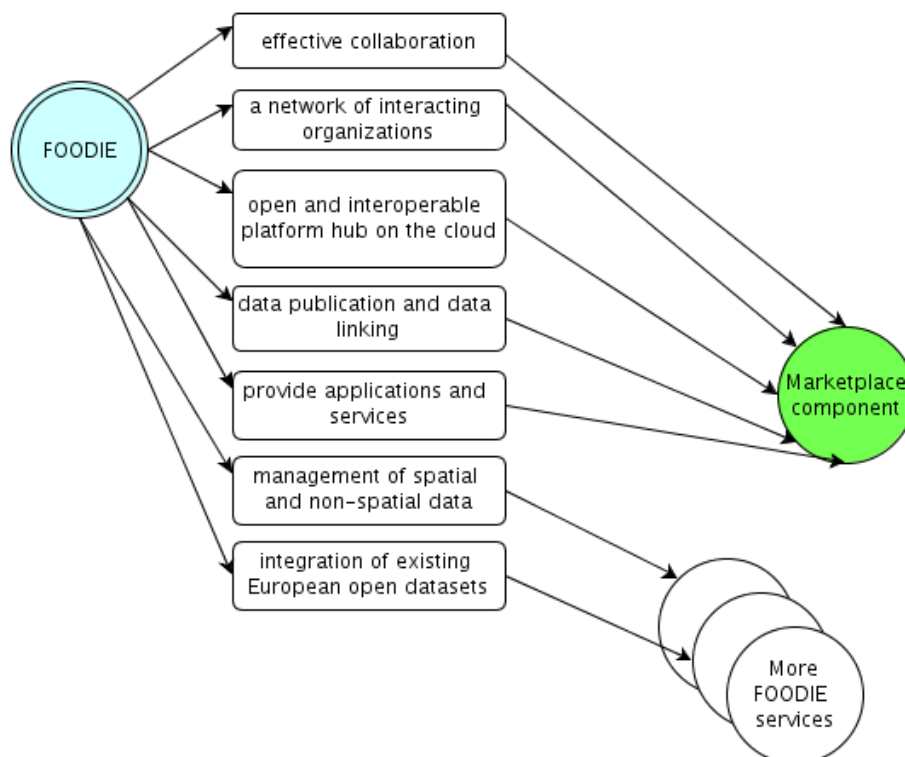 effective collaboration
FOODIE
a network of interacting
organizations
open and interoperable
platform hub on the cloud
data publication and data
linking
provide applications and
services
Marketplace
component
management of spatial
and non-spatial data
integration of existing
European open datasets
More
FOODIE
services